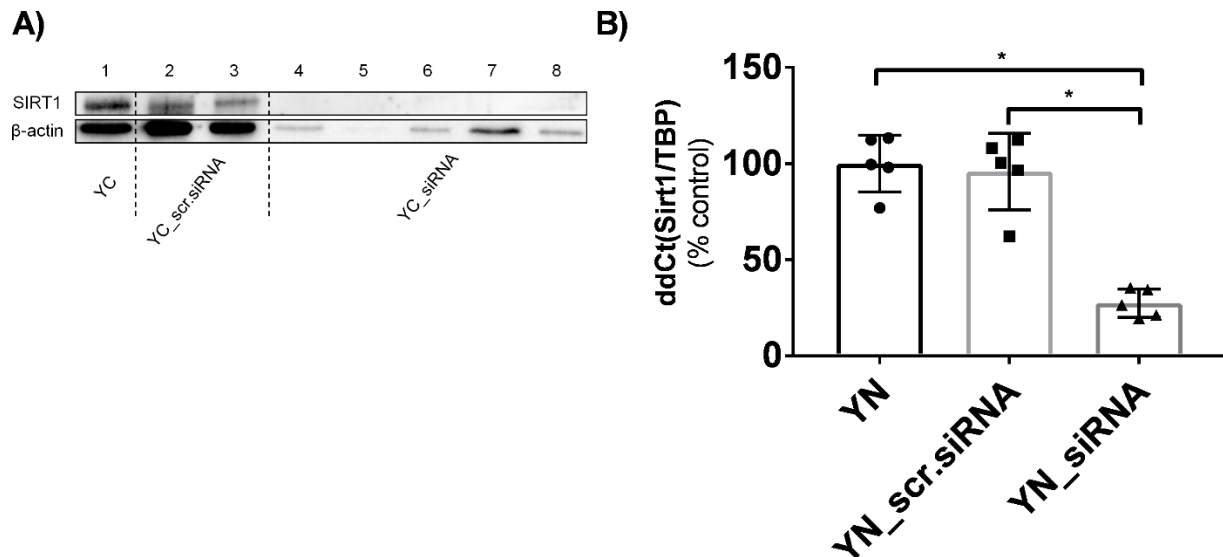 A)
1 2 3 4 5 6 7 8
SIRT1
β-actin
YC
YC_scr.siRNA
YC_siRNA
B)
ddCt(Sirt1/TBP)
(% control)
150
100
50
0
*
*
YN
YN_scr.siRNA
YN_siRNA